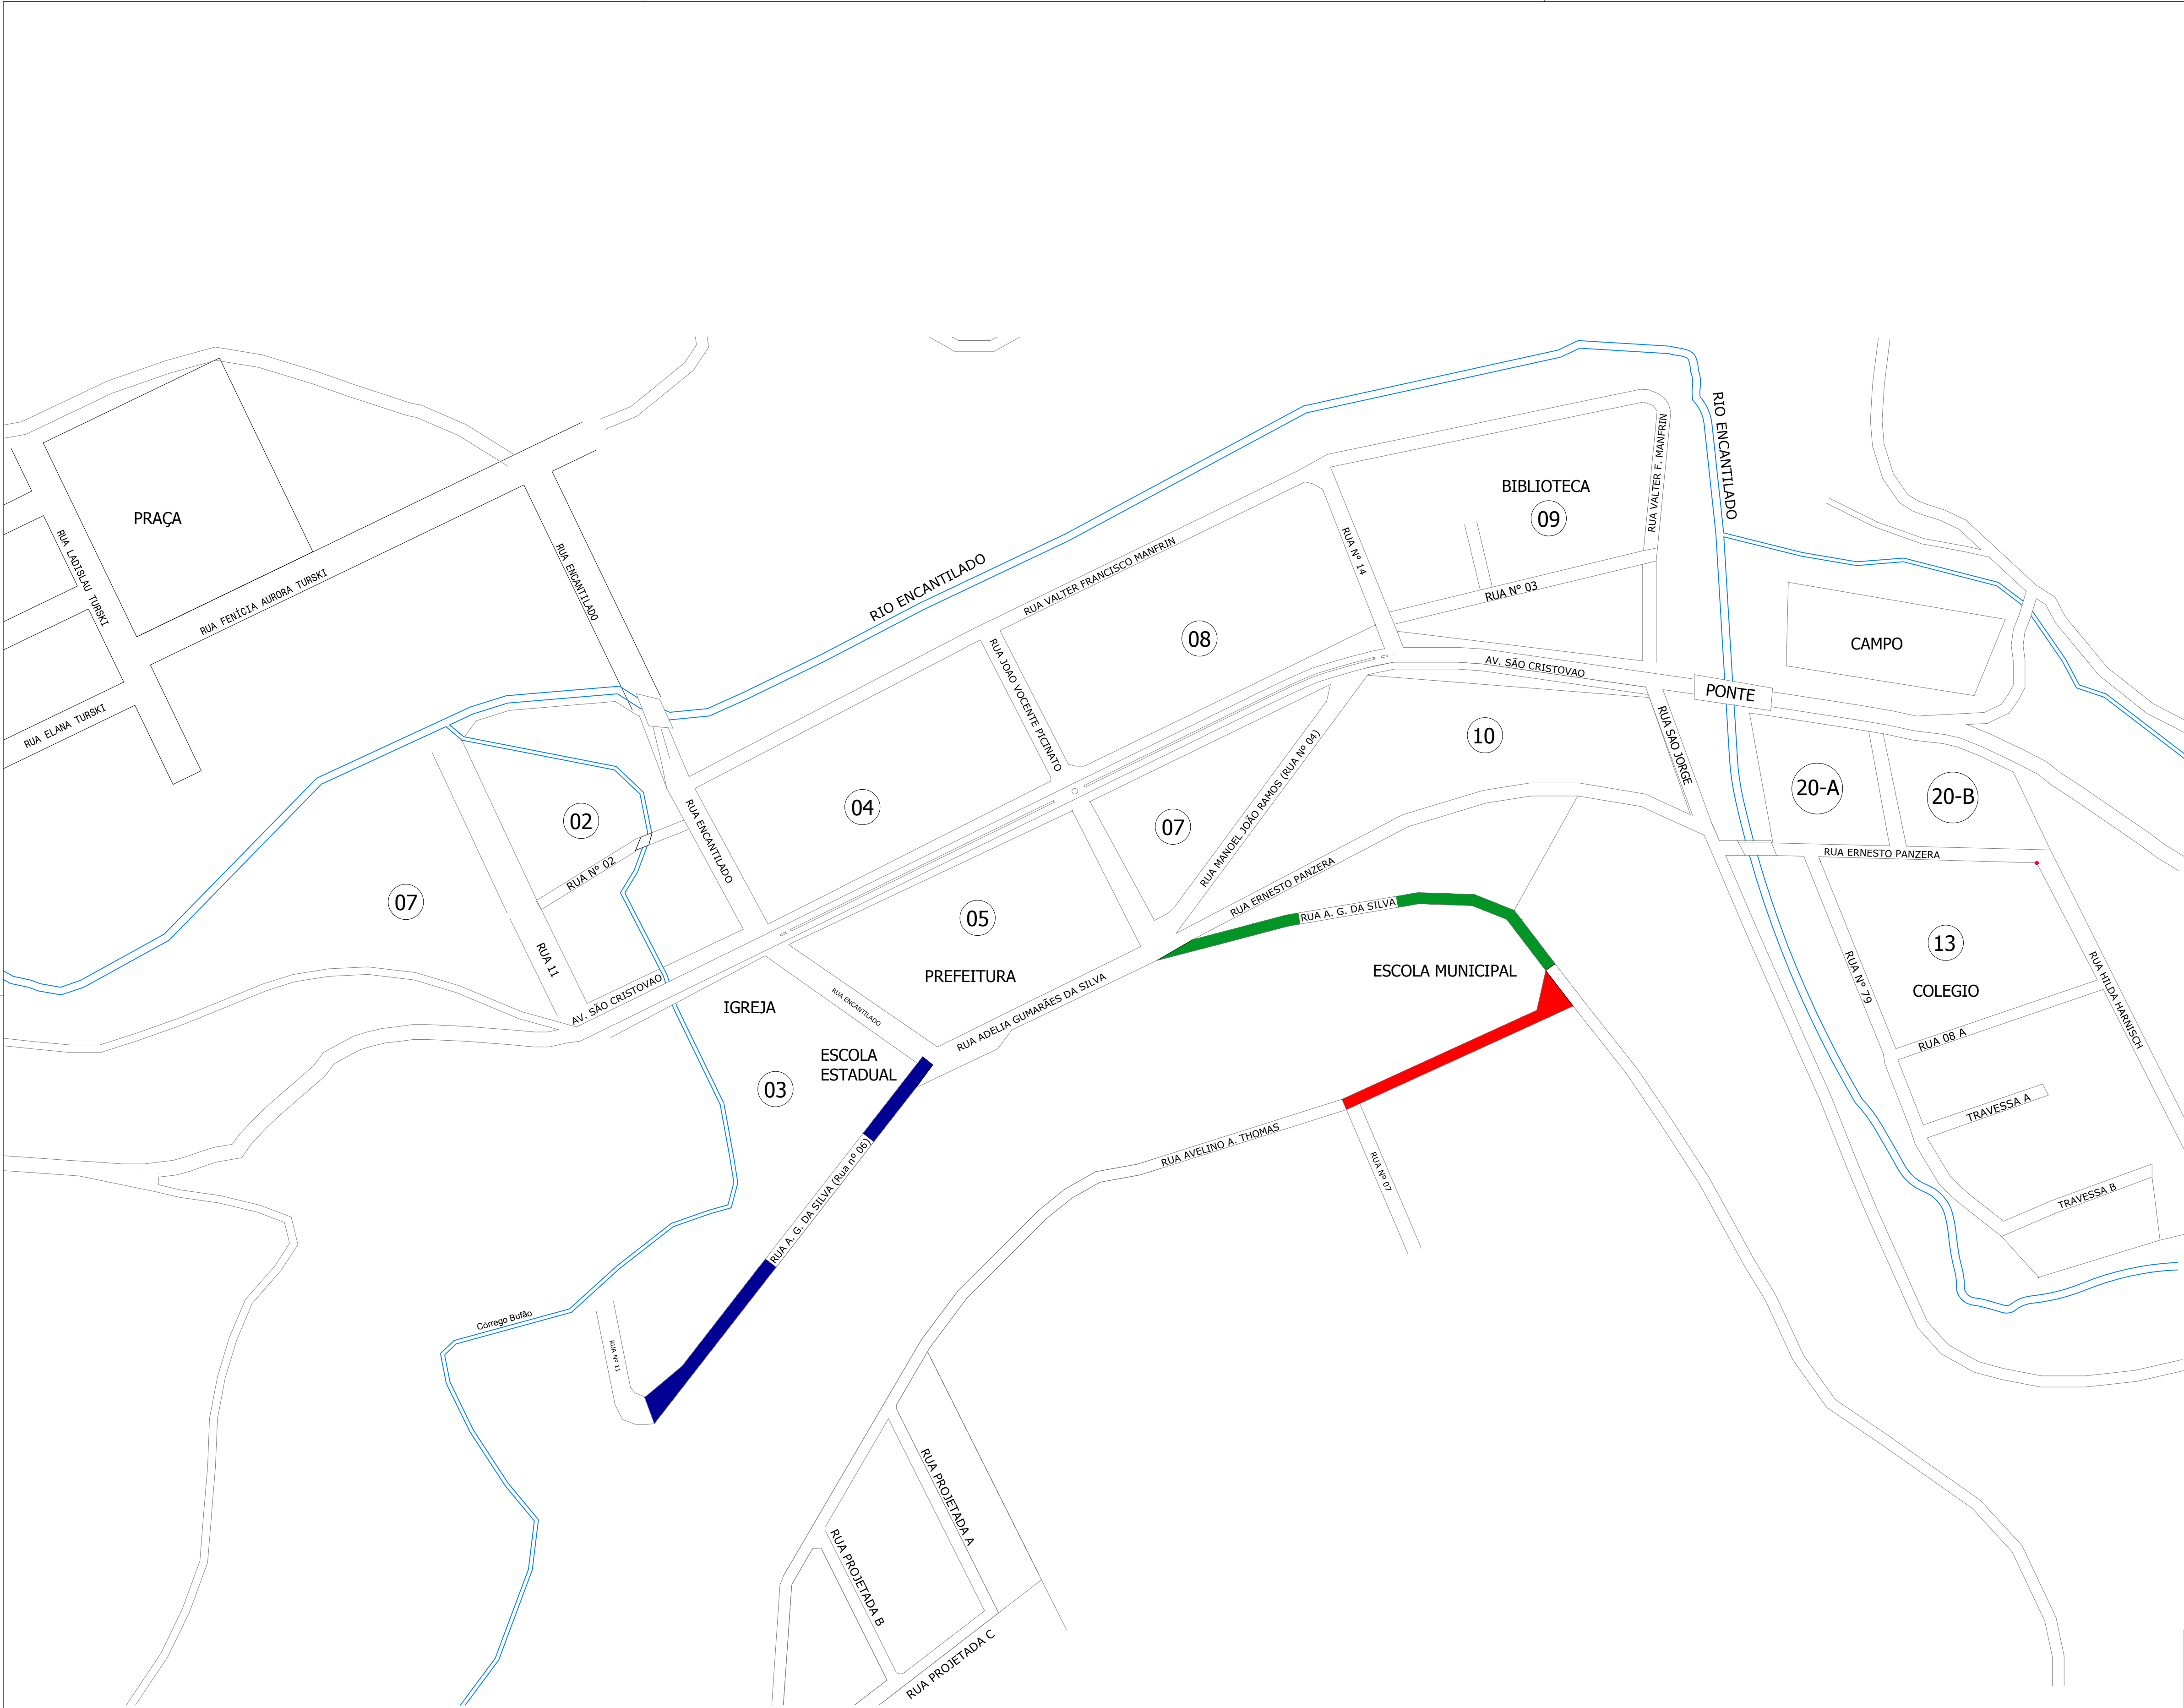 PRAÇA
RUA LADISLAU TURSKI
RUA FENÍCIA AURORA TURSKI
RUA ELANA TURSKI
RUA ENCANTILADO
RIO ENCANTILADO
RUA VALTER FRANCISCO MANFRIN
RUA JOAO VOCENTE PICINATO
08
RUA Nº 14
BIBLIOTECA
09
RUA VALTER F. MANFRIN
RUA N° 03
RIO ENCANTILADO
CAMPO
AV. SÃO CRISTOVAO
PONTE
RUA SAO JORGE
10
20-A
20-B
RUA ERNESTO PANZERA
02
RUA Nº 02
RUA ENCANTILADO
04
07
RUA MANOEL JOÃO RAMOS (RUA Nº 04)
RUA ERNESTO PANZERA
07
RUA 11
AV. SÃO CRISTOVAO
05
PREFEITURA
RUA A. G. DA SILVA
ESCOLA MUNICIPAL
13
COLEGIO
RUA Nº 79
RUA HILDA HARNISCH
RUA 08 A
TRAVESSA A
TRAVESSA B
IGREJA
RUA ENCANTILADO
RUA ADELIA GUMARÃES DA SILVA
ESCOLA
ESTADUAL
03
RUA A. G. DA SILVA (Rua nº 06)
RUA AVELINO A. THOMAS
RUA Nº 07
Córrego Bufão
RUA Nº 11
RUA PROJETADA A
RUA PROJETADA B
RUA PROJETADA C